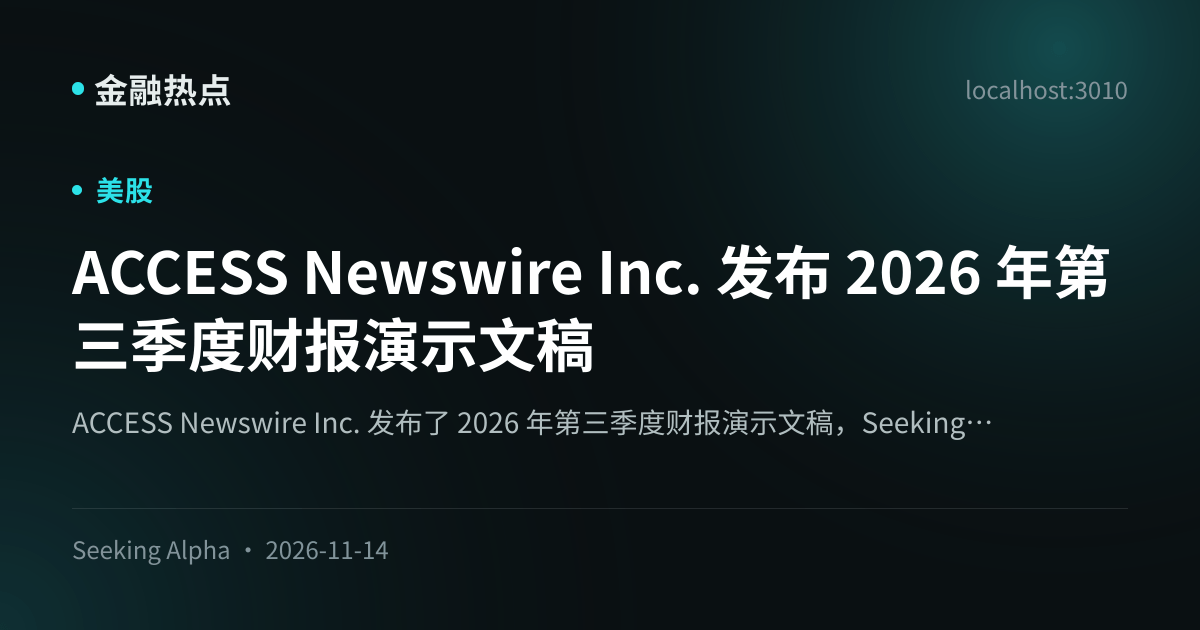 金融热点
localhost:3010
美股
ACCESS Newswire Inc. 发布 2026 年第
三季度财报演示文稿
ACCESS Newswire Inc. 发布了 2026 年第三季度财报演示文稿，Seeking…
Seeking Alpha · 2026-11-14